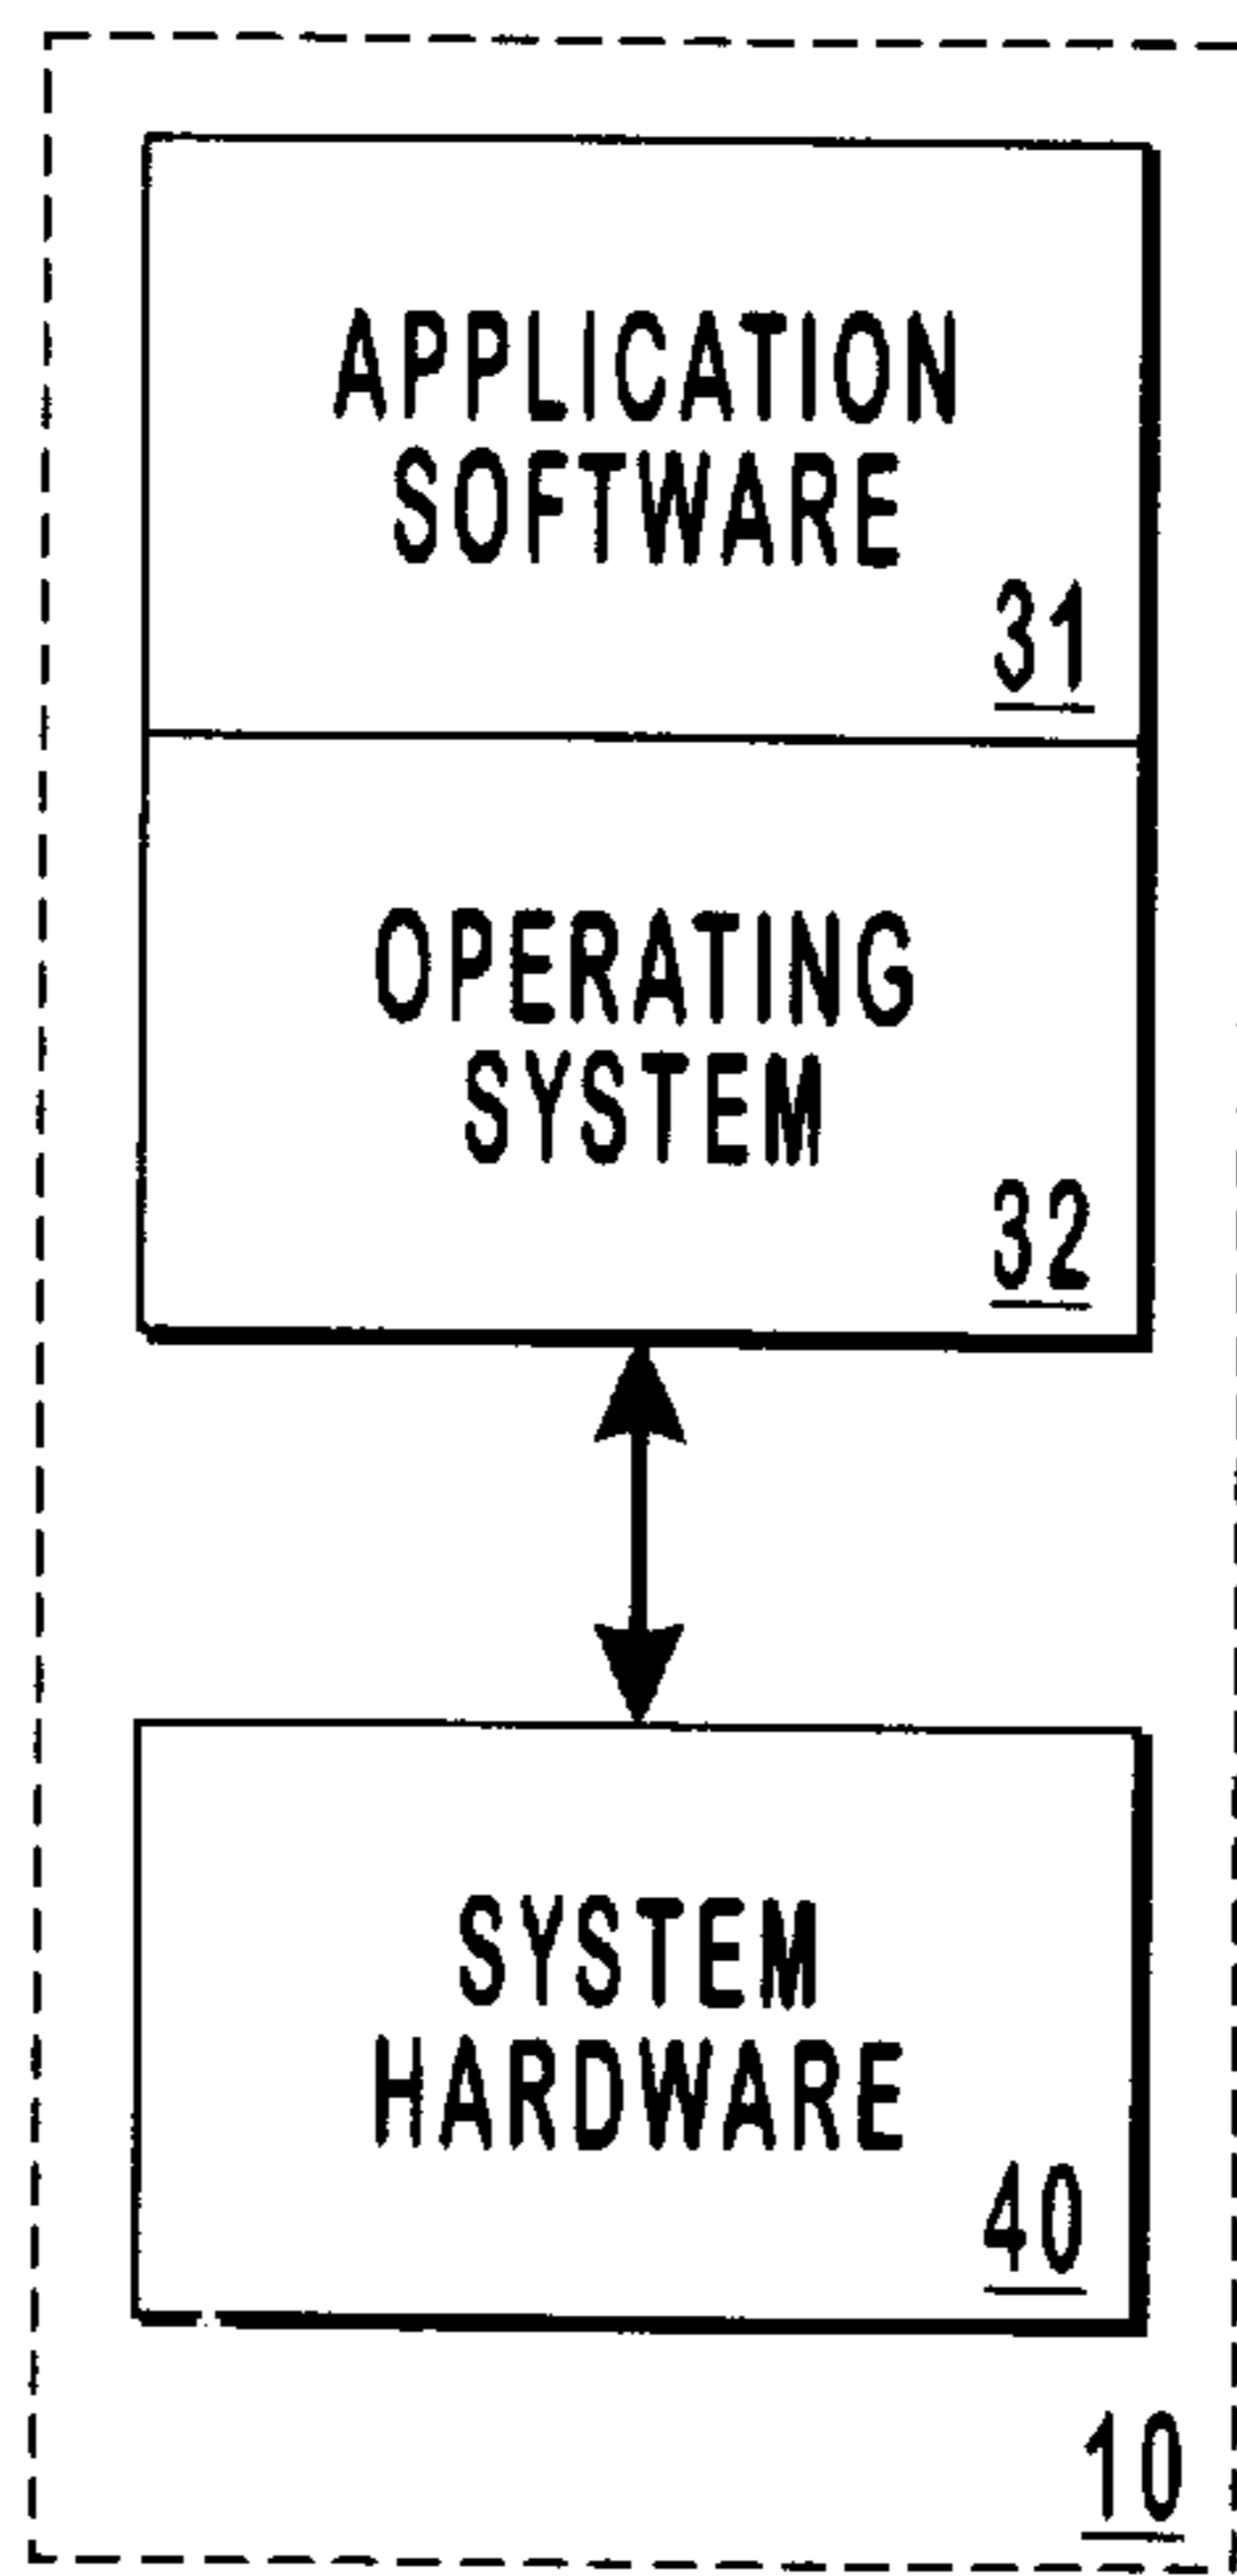 APPLICATION
SOFTWARE
31
OPERATING
SYSTEM
32
SYSTEM
HARDWARE
40
10